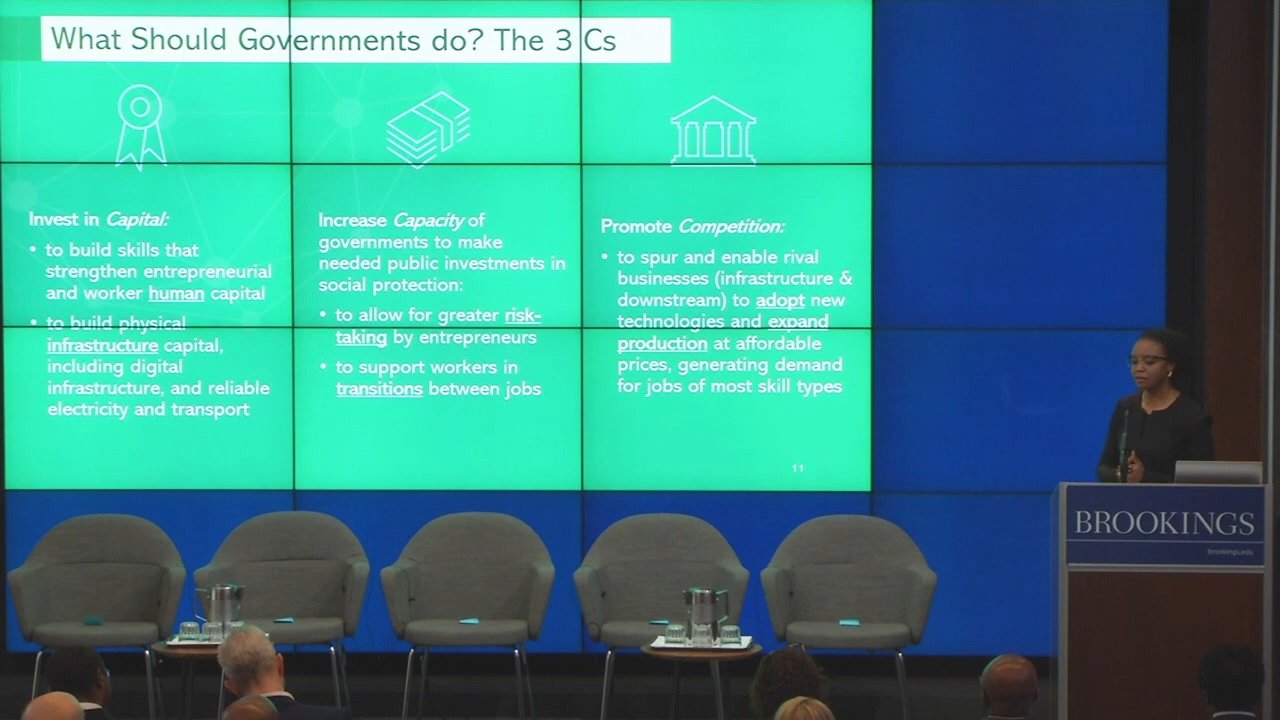 What Should Governments do? The 3 Cs
Invest in Capital:
• to build skills that
strengthen entrepreneurial
and worker human capital
• to build physical
infrastructure capital,
including digital
infrastructure, and reliable
electricity and transport
Increase Capacity of
governments to make
needed public investments in
social protection:
• to allow for greater risk-
taking by entrepreneurs
• to support workers in
transitions between jobs
Promote Competition:
• to spur and enable rival
businesses (infrastructure &
downstream) to adopt new
technologies and expand
production at affordable
prices, generating demand
for jobs of most skill types
11
BROOKINGS
brookings.edu